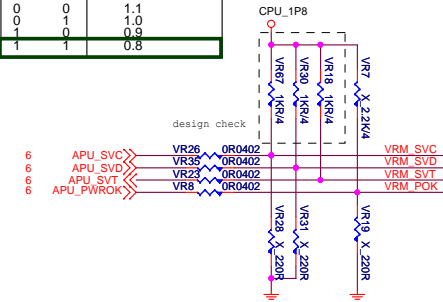 0 0 1.1
0 1 1.0
1 0 0.9
1 1 0.8
CPU_1P8
VR67 1KR/4
VR30 1KR/4
VR18 1KR/4
VR7 X_2.2K/4
design check
6 APU_SVC VR26 0R0402 VRM_SVC
6 APU_SVD VR35 0R0402 VRM_SVD
6 APU_SVT VR23 0R0402 VRM_SVT
6 APU_PWROK VR8 0R0402 VRM_POK
VR28 X_220R
VR31 X_220R
VR19 X_220R